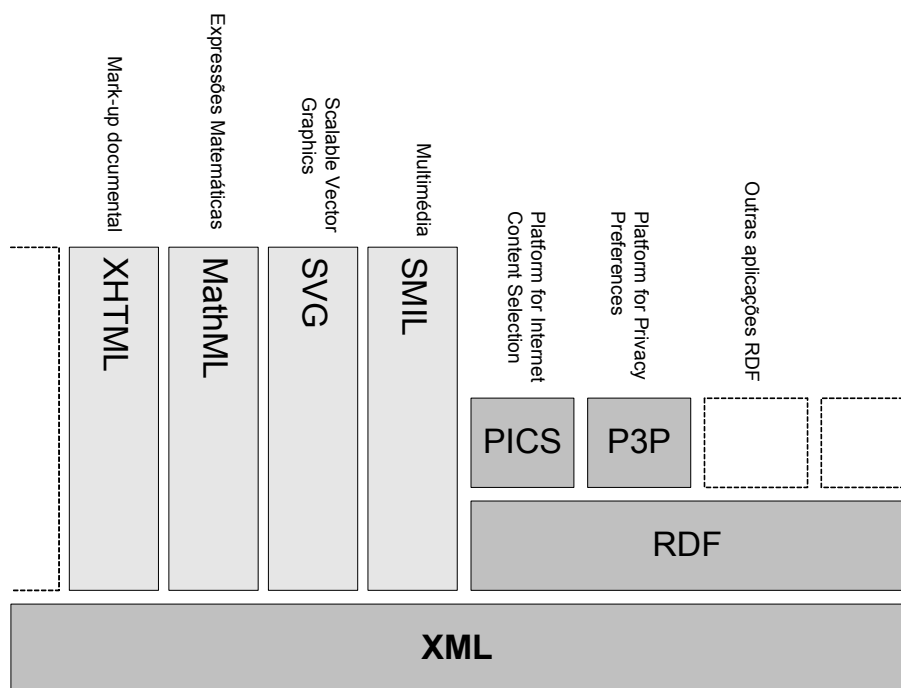 Mark-up documental
Expressões Matemáticas
Scalable Vector
Graphics
Multimédia
Platform for Internet
Content Selection
Platform for Privacy
Preferences
Outras aplicações RDF
XHTML
MathML
SVG
SMIL
PICS
P3P
RDF
XML